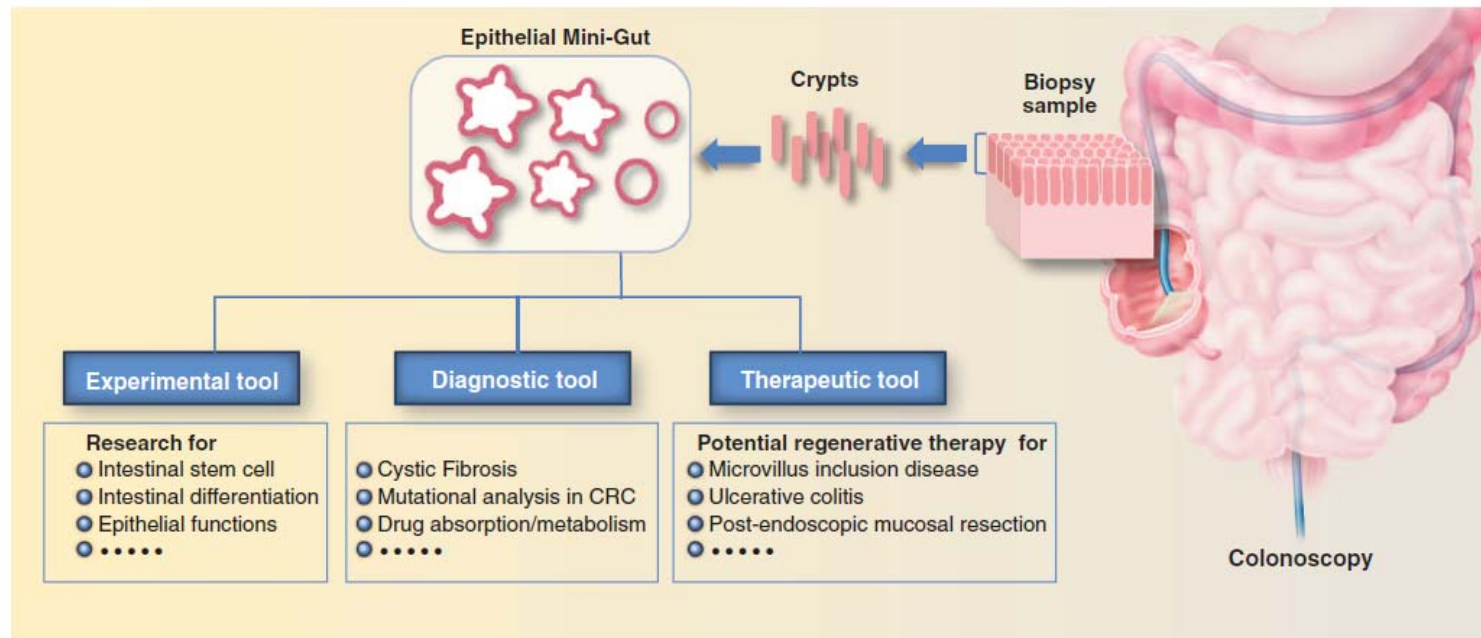 Epithelial Mini-Gut
Crypts
Biopsy
sample
Experimental tool
Diagnostic tool
Therapeutic tool
Research for
Intestinal stem cell
Intestinal differentiation
Epithelial functions
•••••
Cystic Fibrosis
Mutational analysis in CRC
Drug absorption/metabolism
•••••
Potential regenerative therapy for
Microvillus inclusion disease
Ulcerative colitis
Post-endoscopic mucosal resection
•••••
Colonoscopy